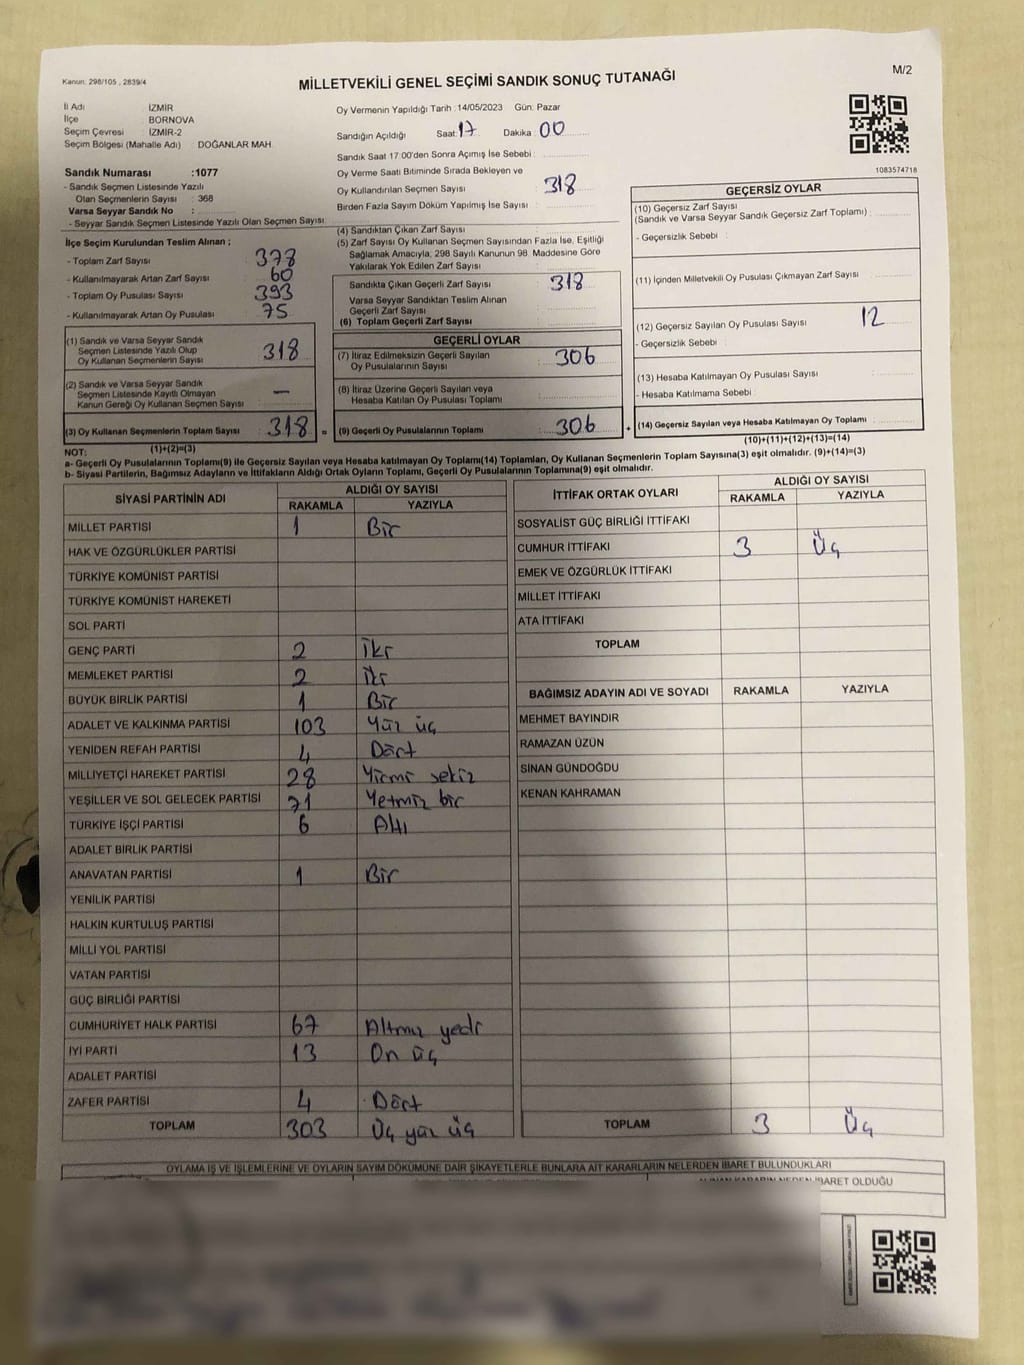 Kanun: 298/105 , 2839/4
MİLLETVEKİLİ GENEL SEÇİMİ SANDIK SONUÇ TUTANAĞI
M/2
İl Adı : İZMİR
İlçe : BORNOVA
Seçim Çevresi : İZMİR-2
Seçim Bölgesi (Mahalle Adı) : DOĞANLAR MAH.
Oy Vermenin Yapıldığı Tarih :14/05/2023 Gün: Pazar
Sandığın Açıldığı Saat: 17 Dakika : 00
Sandık Saat 17:00'den Sonra Açımış İse Sebebi :
Oy Verme Saati Bitiminde Sırada Bekleyen ve
Oy Kullandırılan Seçmen Sayısı : 318
Birden Fazla Sayım Döküm Yapılmış İse Sayısı :
1083574718
Sandık Numarası :1077
- Sandık Seçmen Listesinde Yazılı
Olan Seçmenlerin Sayısı : 368
Varsa Seyyar Sandık No :
- Seyyar Sandık Seçmen Listesinde Yazılı Olan Seçmen Sayısı:
İlçe Seçim Kurulundan Teslim Alınan ;
- Toplam Zarf Sayısı : 378
- Kullanılmayarak Artan Zarf Sayısı : 60
- Toplam Oy Pusulası Sayısı : 393
- Kullanılmayarak Artan Oy Pusulası : 75
(1) Sandık ve Varsa Seyyar Sandık
Seçmen Listesinde Yazılı Olup
Oy Kullanan Seçmenlerin Sayısı : 318
(2) Sandık ve Varsa Seyyar Sandık
Seçmen Listesinde Kayıtlı Olmayan
Kanun Gereği Oy Kullanan Seçmen Sayısı : —
(3) Oy Kullanan Seçmenlerin Toplam Sayısı : 318 =
(1)+(2)=(3)
(4) Sandıktan Çıkan Zarf Sayısı :
(5) Zarf Sayısı Oy Kullanan Seçmen Sayısından Fazla İse, Eşitliği
Sağlamak Amacıyla, 298 Sayılı Kanunun 98. Maddesine Göre
Yakılarak Yok Edilen Zarf Sayısı :
Sandıkta Çıkan Geçerli Zarf Sayısı : 318
Varsa Seyyar Sandıktan Teslim Alınan
Geçerli Zarf Sayısı :
(6) Toplam Geçerli Zarf Sayısı :
GEÇERLİ OYLAR
(7) İtiraz Edilmeksizin Geçerli Sayılan
Oy Pusulalarının Sayısı : 306
(8) İtiraz Üzerine Geçerli Sayılan veya
Hesaba Katılan Oy Pusulası Toplamı :
(9) Geçerli Oy Pusulalarının Toplamı : 306 +
GEÇERSİZ OYLAR
(10) Geçersiz Zarf Sayısı
(Sandık ve Varsa Seyyar Sandık Geçersiz Zarf Toplamı) :
- Geçersizlik Sebebi :
(11) İçinden Milletvekili Oy Pusulası Çıkmayan Zarf Sayısı :
(12) Geçersiz Sayılan Oy Pusulası Sayısı : 12
- Geçersizlik Sebebi :
(13) Hesaba Katılmayan Oy Pusulası Sayısı :
- Hesaba Katılmama Sebebi :
(14) Geçersiz Sayılan veya Hesaba Katılmayan Oy Toplamı :
(10)+(11)+(12)+(13)=(14)
NOT:
a- Geçerli Oy Pusulalarının Toplamı(9) ile Geçersiz Sayılan veya Hesaba katılmayan Oy Toplamı(14) Toplamları, Oy Kullanan Seçmenlerin Toplam Sayısına(3) eşit olmalıdır. (9)+(14)=(3)
b- Siyasi Partilerin, Bağımsız Adayların ve İttifakların Aldığı Ortak Oyların Toplamı, Geçerli Oy Pusulalarının Toplamına(9) eşit olmalıdır.
SİYASİ PARTİNİN ADI ALDIĞI OY SAYISI
RAKAMLA YAZIYLA
MİLLET PARTİSİ 1 Bir
HAK VE ÖZGÜRLÜKLER PARTİSİ
TÜRKİYE KOMÜNİST PARTİSİ
TÜRKİYE KOMÜNİST HAREKETİ
SOL PARTİ
GENÇ PARTİ 2 İki
MEMLEKET PARTİSİ 2 İki
BÜYÜK BİRLİK PARTİSİ 1 Bir
ADALET VE KALKINMA PARTİSİ 103 Yüz üç
YENİDEN REFAH PARTİSİ 4 Dört
MİLLİYETÇİ HAREKET PARTİSİ 28 Yirmi sekiz
YEŞİLLER VE SOL GELECEK PARTİSİ 71 Yetmiş bir
TÜRKİYE İŞÇİ PARTİSİ 6 Altı
ADALET BİRLİK PARTİSİ
ANAVATAN PARTİSİ 1 Bir
YENİLİK PARTİSİ
HALKIN KURTULUŞ PARTİSİ
MİLLİ YOL PARTİSİ
VATAN PARTİSİ
GÜÇ BİRLİĞİ PARTİSİ
CUMHURİYET HALK PARTİSİ 67 Altmış yedi
İYİ PARTİ 13 On üç
ADALET PARTİSİ
ZAFER PARTİSİ 4 Dört
TOPLAM 303 Üç yüz üç
İTTİFAK ORTAK OYLARI ALDIĞI OY SAYISI
RAKAMLA YAZIYLA
SOSYALİST GÜÇ BİRLİĞİ İTTİFAKI
CUMHUR İTTİFAKI 3 Üç
EMEK VE ÖZGÜRLÜK İTTİFAKI
MİLLET İTTİFAKI
ATA İTTİFAKI
TOPLAM
BAĞIMSIZ ADAYIN ADI VE SOYADI RAKAMLA YAZIYLA
MEHMET BAYINDIR
RAMAZAN ÜZÜN
SİNAN GÜNDOĞDU
KENAN KAHRAMAN
TOPLAM 3 Üç
OYLAMA İŞ VE İŞLEMLERİNE VE OYLARIN SAYIM DÖKÜMÜNE DAİR ŞİKAYETLERLE BUNLARA AİT KARARLARIN NELERDEN İBARET BULUNDUKLARI
ALINAN KARARIN NEDEN İBARET OLDUĞU